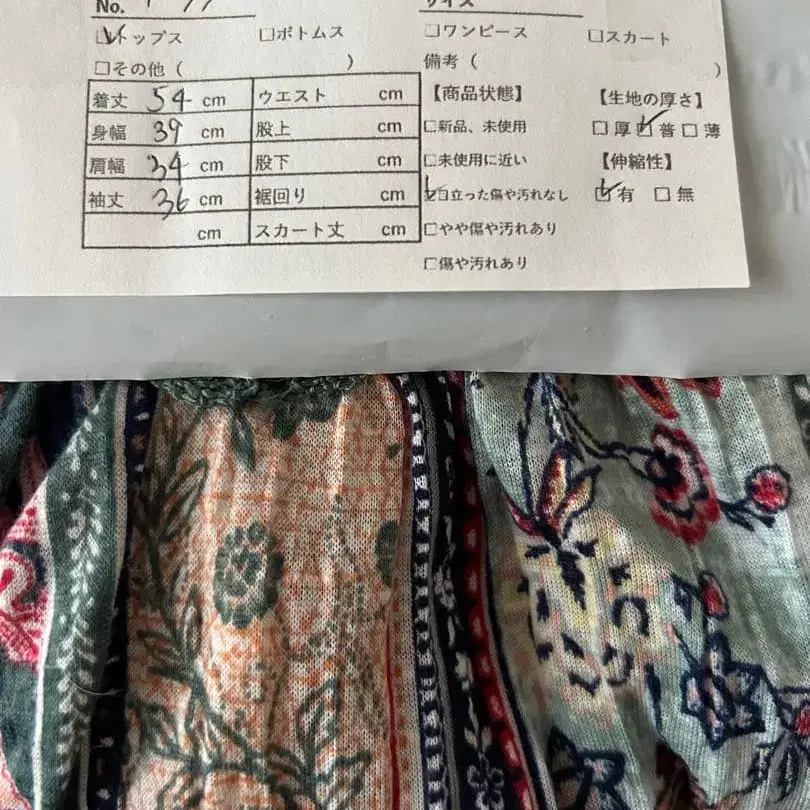 No.
サイズ
☑トップス □ボトムス □ワンピース □スカート
□その他 ( ) 備考 ( )
着丈 54 cm ウエスト cm 【商品状態】 【生地の厚さ】
身幅 39 cm 股上 cm □新品、未使用 □厚 ☑普 □薄
肩幅 34 cm 股下 cm □未使用に近い 【伸縮性】
袖丈 36 cm 裾回り cm ☑目立った傷や汚れなし ☑有 □無
cm スカート丈 cm □やや傷や汚れあり
□傷や汚れあり